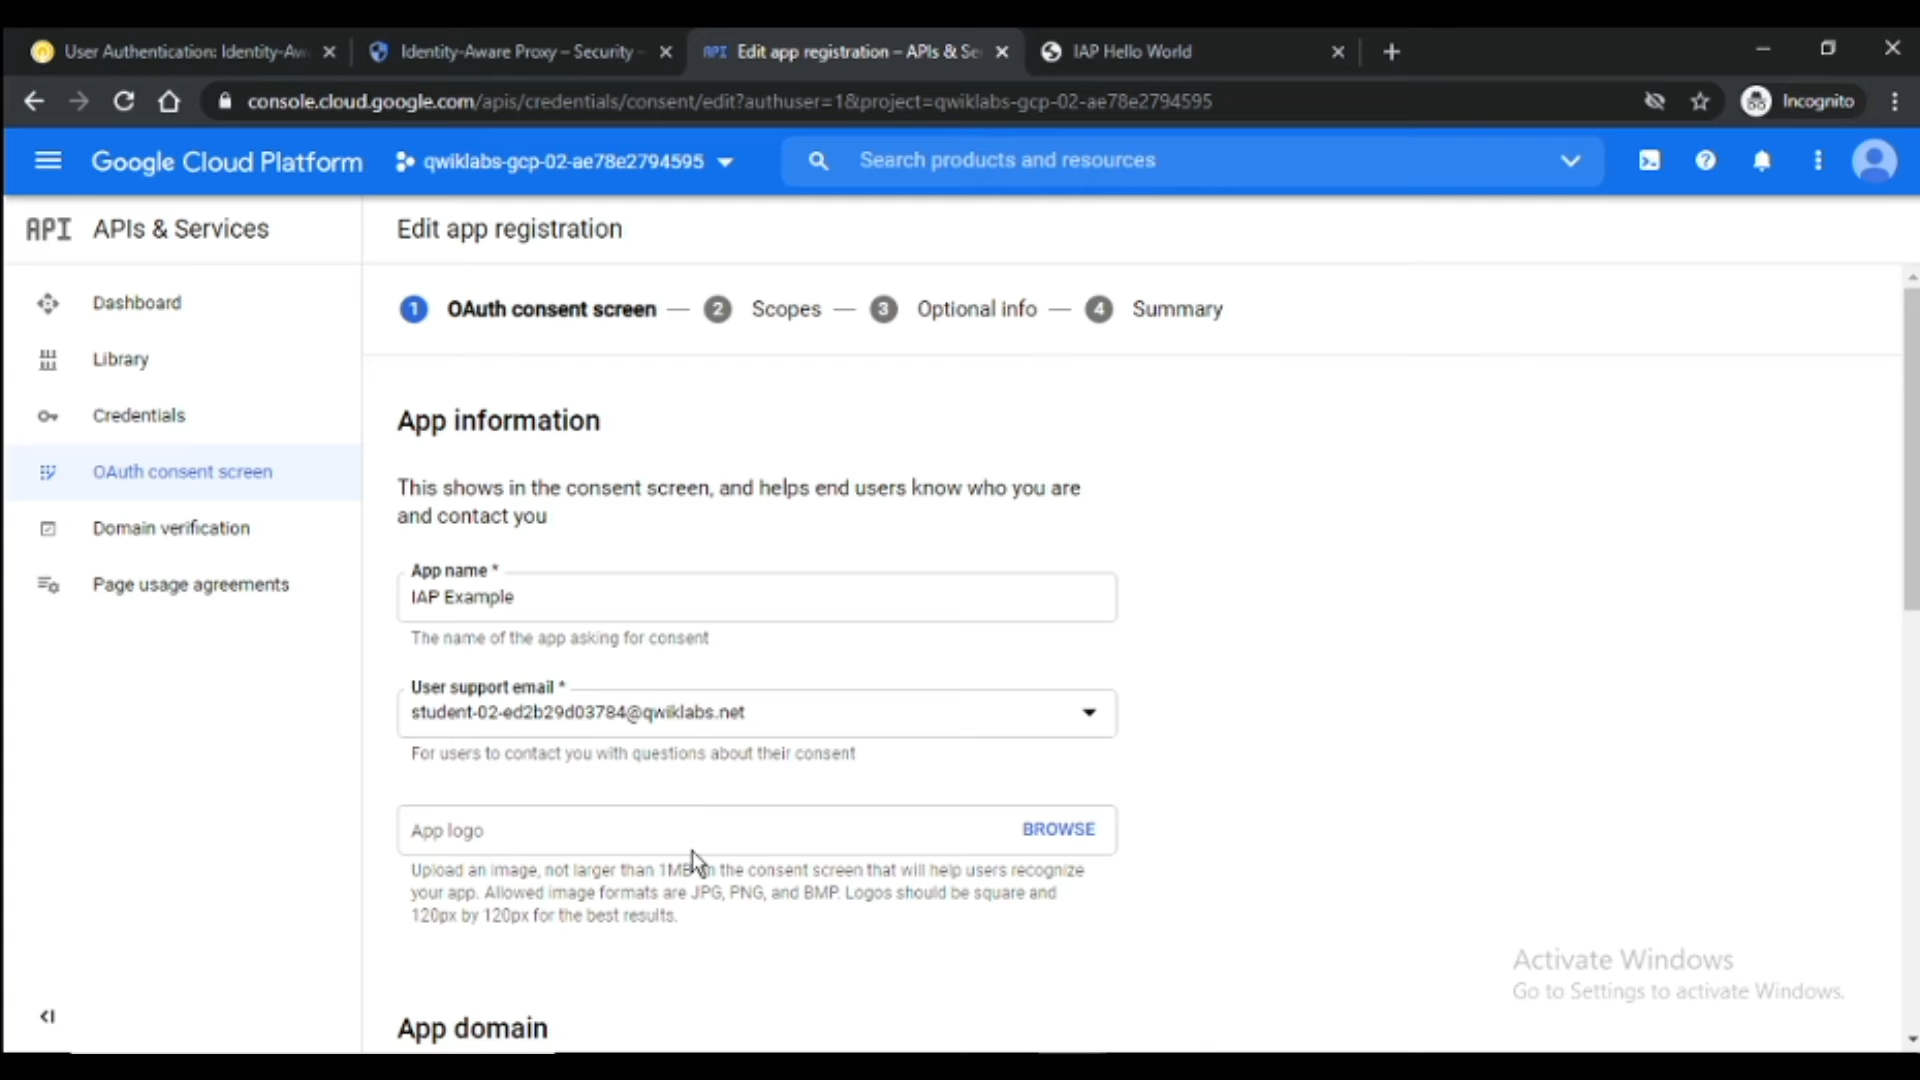 User Authentication: Identity-Aw
Identity-Aware Proxy – Security -
API Edit app registration – APIs & Se
IAP Hello World
console.cloud.google.com/apis/credentials/consent/edit?authuser=1&project=qwiklabs-gcp-02-ae78e2794595
Incognito
Google Cloud Platform
qwiklabs-gcp-02-ae78e2794595
Search products and resources
API APIs & Services
Edit app registration
Dashboard
Library
Credentials
OAuth consent screen
Domain verification
Page usage agreements
1 OAuth consent screen — 2 Scopes — 3 Optional info — 4 Summary
App information
This shows in the consent screen, and helps end users know who you are
and contact you
App name *
IAP Example
The name of the app asking for consent
User support email *
student-02-ed2b29d03784@qwiklabs.net
For users to contact you with questions about their consent
App logo
BROWSE
Upload an image, not larger than 1MB on the consent screen that will help users recognize
your app. Allowed image formats are JPG, PNG, and BMP. Logos should be square and
120px by 120px for the best results.
App domain
Activate Windows
Go to Settings to activate Windows.